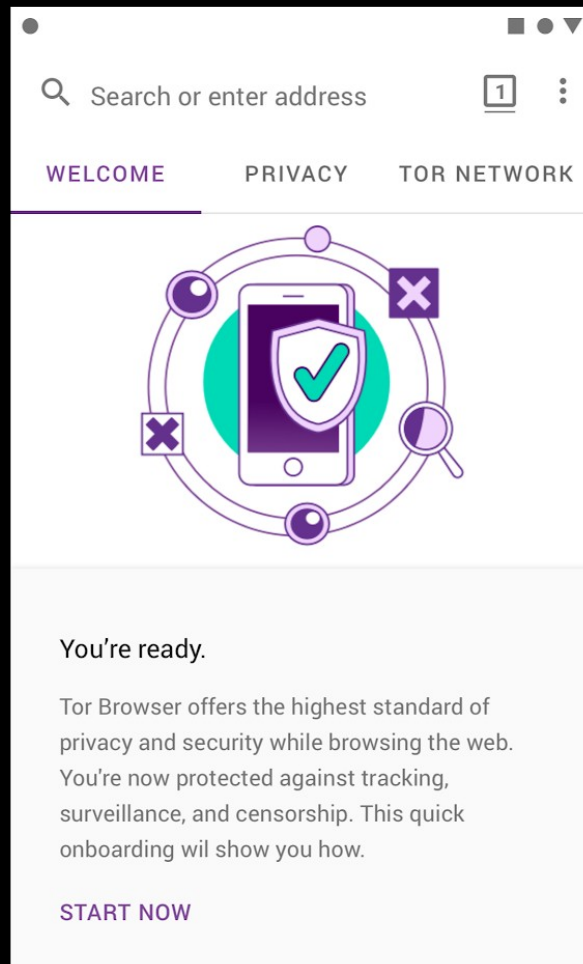 Search or enter address
1
WELCOME PRIVACY TOR NETWORK
You’re ready.
Tor Browser offers the highest standard of
privacy and security while browsing the web.
You're now protected against tracking,
surveillance, and censorship. This quick
onboarding wil show you how.
START NOW